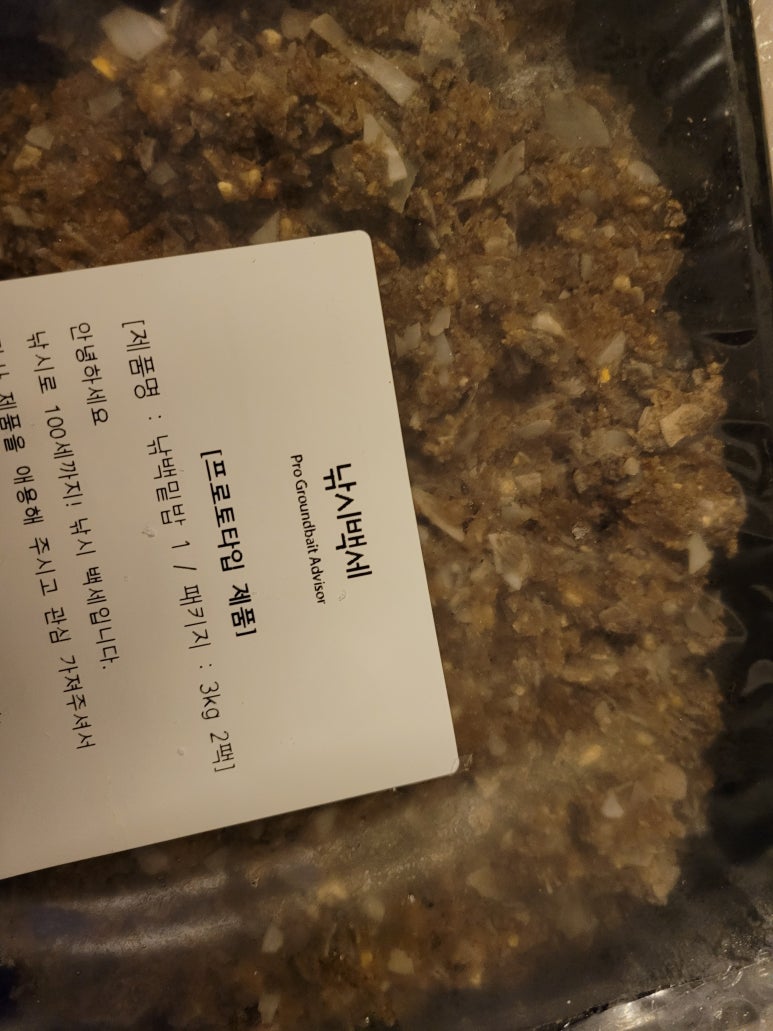 낚시백세
Pro Groundbait Advisor
[프로토타입 제품]
[제품명 : 낚백밑밥 1 / 패키지 : 3kg 2팩]
안녕하세요
낚시로 100세까지! 낚시 백세입니다.
제품을 애용해 주시고 관심 가져주셔서